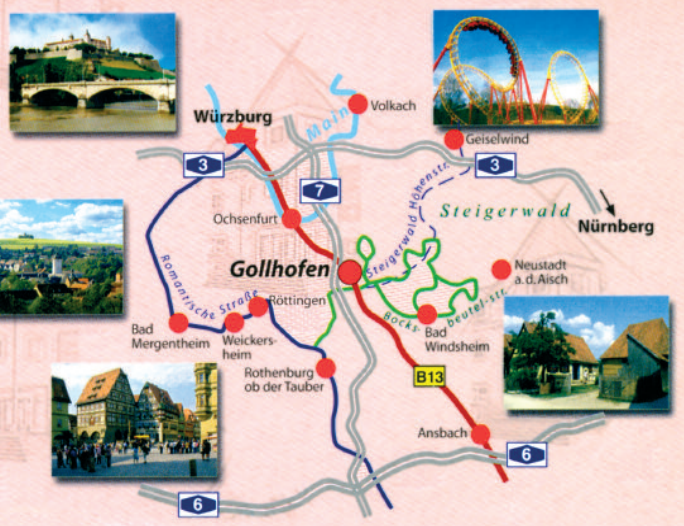 Würzburg
Main
Volkach
Geiselwind
3
3
7
Steigerwald Höhenstr.
Steigerwald
Nürnberg
Ochsenfurt
Gollhofen
Neustadt
a.d.Aisch
Romantische Straße
Röttingen
Bad
Mergentheim
Weickers-
heim
Bocks-
beutel-str.
Bad
Windsheim
Rothenburg
ob der Tauber
B13
Ansbach
6
6